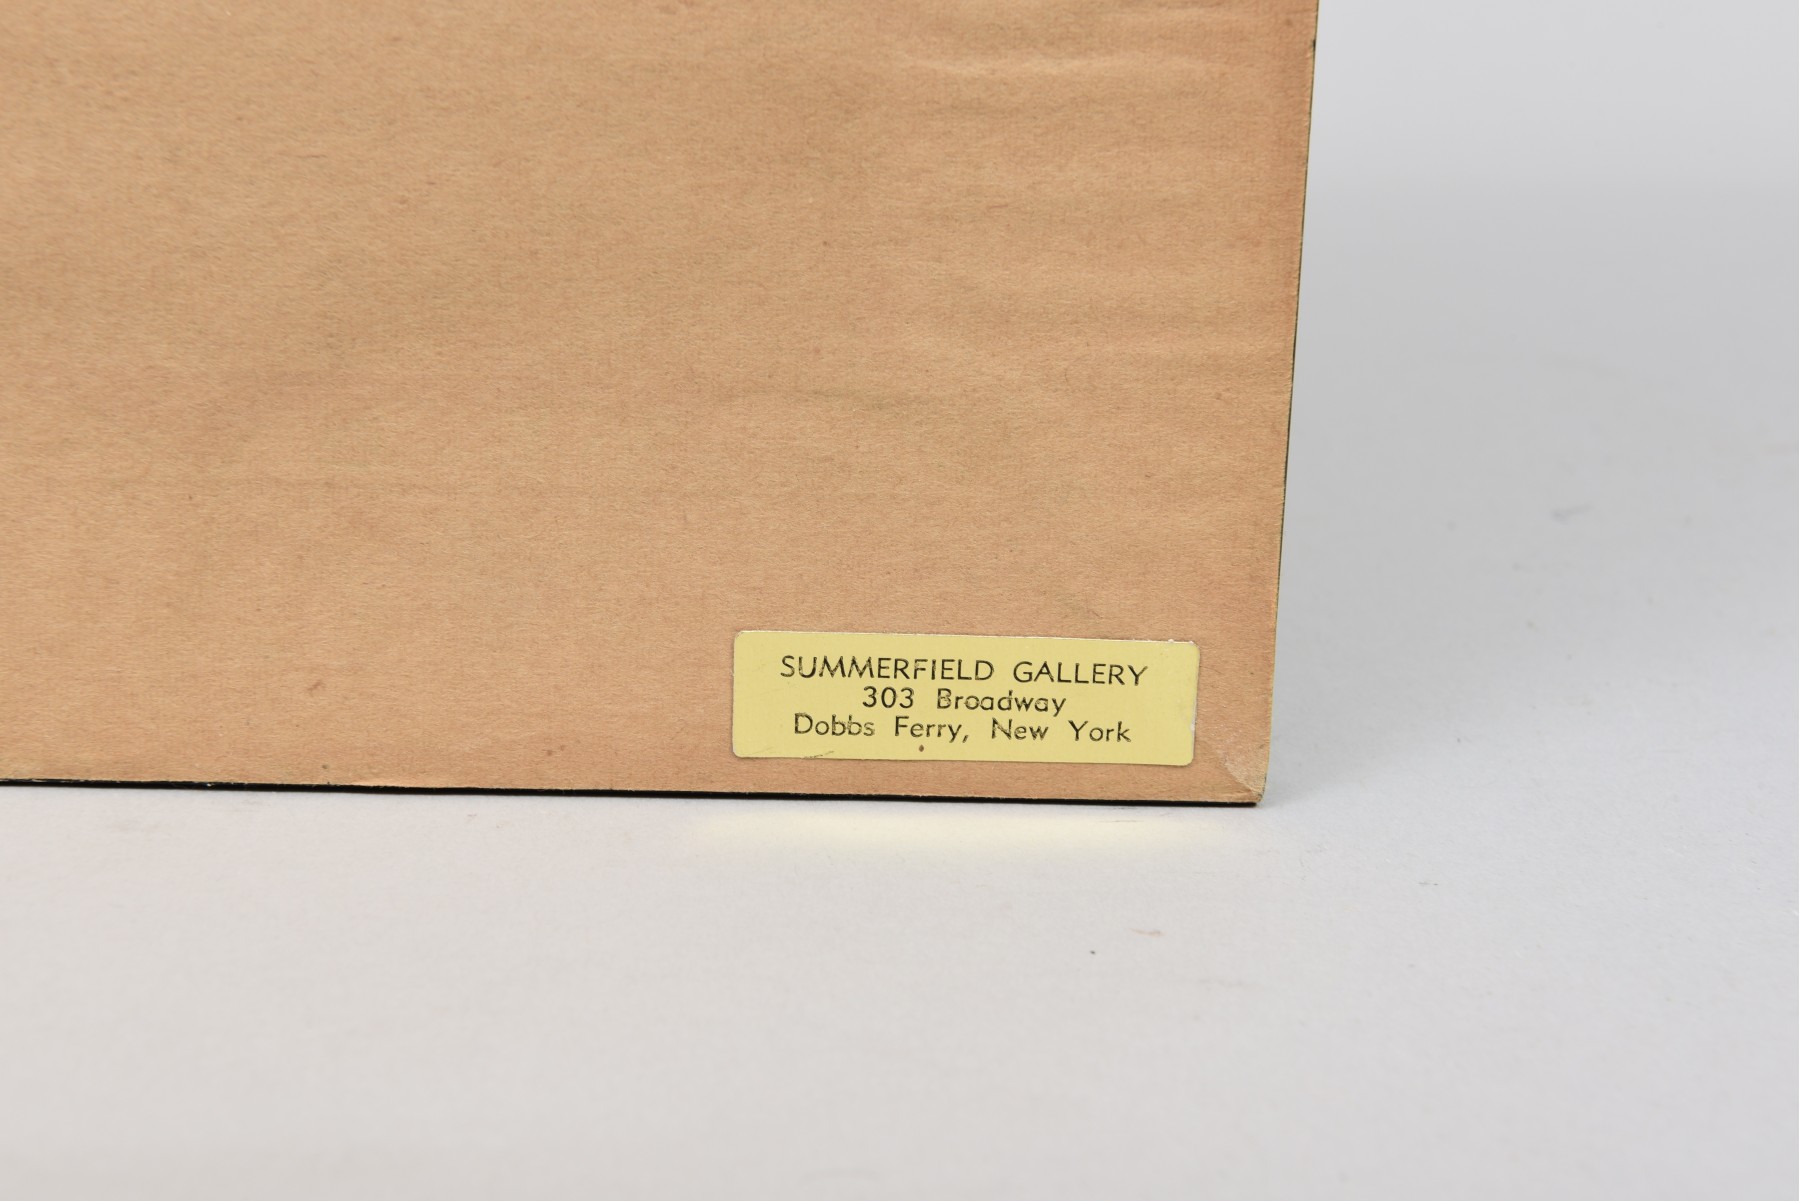 SUMMERFIELD GALLERY
303 Broadway
Dobbs Ferry, New York